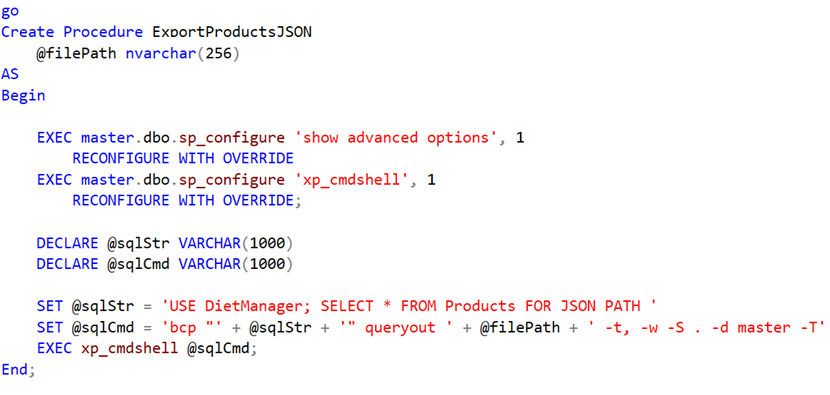 go
Create Procedure ExportProductsJSON
@filePath nvarchar(256)
AS
Begin
EXEC master.dbo.sp_configure 'show advanced options', 1
RECONFIGURE WITH OVERRIDE
EXEC master.dbo.sp_configure 'xp_cmdshell', 1
RECONFIGURE WITH OVERRIDE;
DECLARE @sqlStr VARCHAR(1000)
DECLARE @sqlCmd VARCHAR(1000)
SET @sqlStr = 'USE DietManager; SELECT * FROM Products FOR JSON PATH '
SET @sqlCmd = 'bcp "' + @sqlStr + '" queryout ' + @filePath + ' -t, -w -S . -d master -T'
EXEC xp_cmdshell @sqlCmd;
End;